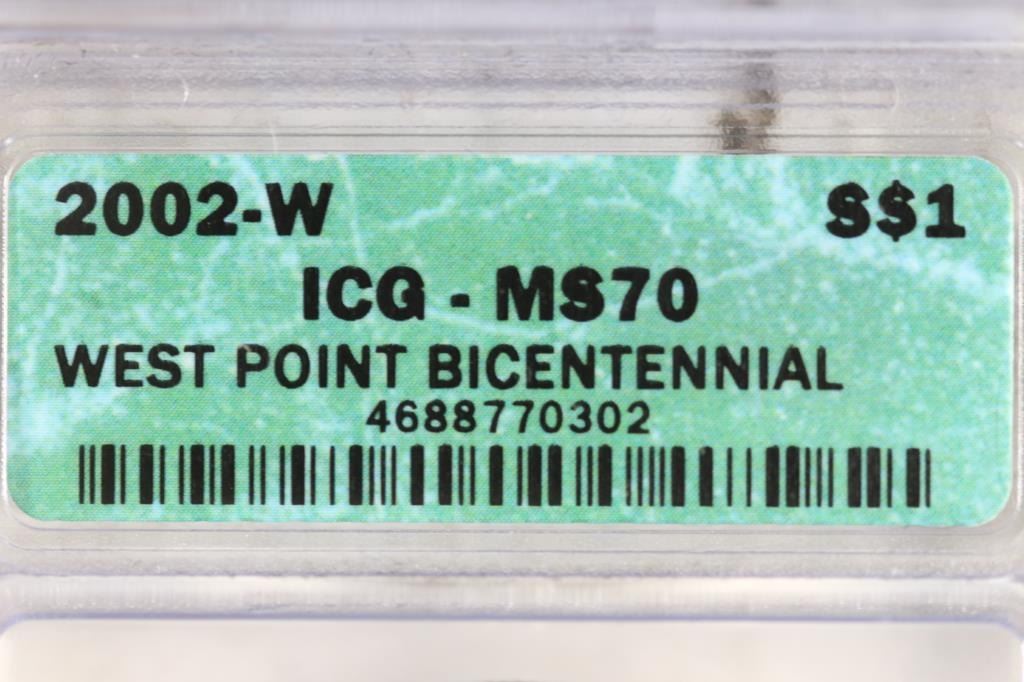 2002-W S$1
ICG - MS70
WEST POINT BICENTENNIAL
4688770302